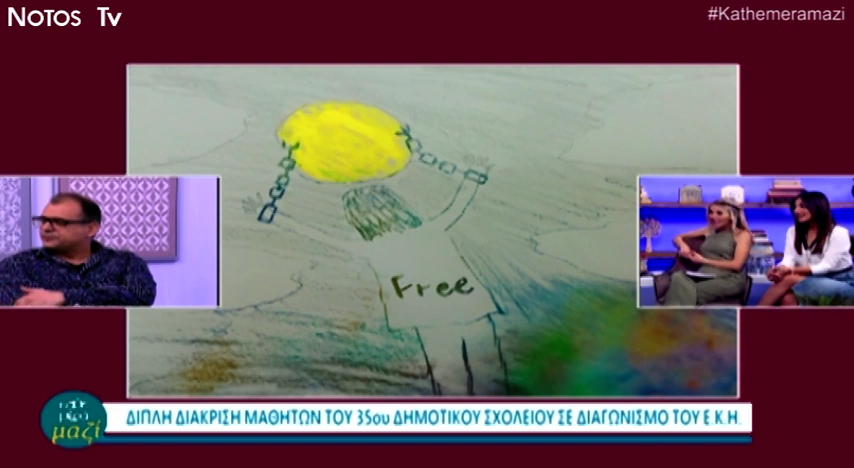 NOTOS TV
#Kathemeramazi
Free
μαζί
ΔΙΠΛΗ ΔΙΑΚΡΙΣΗ ΜΑΘΗΤΩΝ ΤΟΥ 35ου ΔΗΜΟΤΙΚΟΥ ΣΧΟΛΕΙΟΥ ΣΕ ΔΙΑΓΩΝΙΣΜΟ ΤΟΥ Ε.Κ.Η.